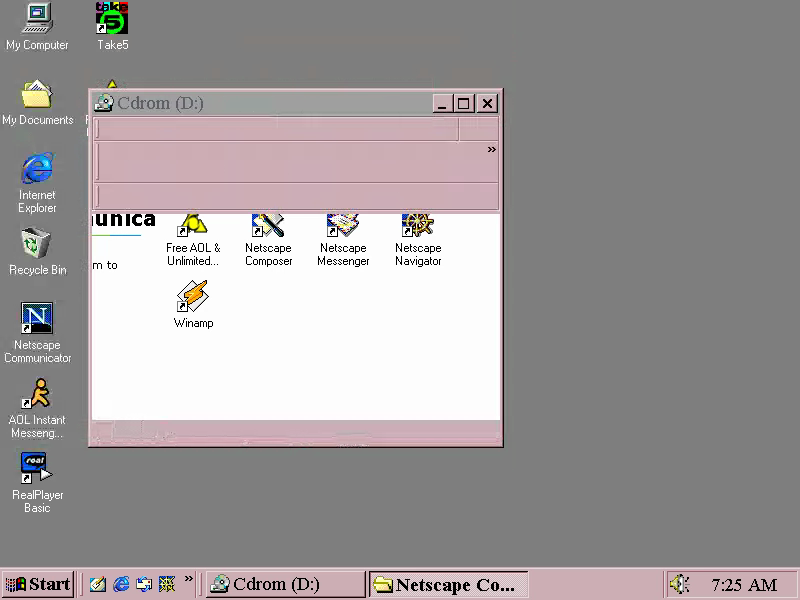 take
5
My Computer
Take5
My Documents
Internet
Explorer
Recycle Bin
N
Netscape
Communicator
AOL Instant
Messeng...
real
RealPlayer
Basic
Cdrom (D:)
»
unica
m to
Free AOL &
Unlimited...
Netscape
Composer
Netscape
Messenger
Netscape
Navigator
Winamp
Start
»
Cdrom (D:)
Netscape Co...
7:25 AM